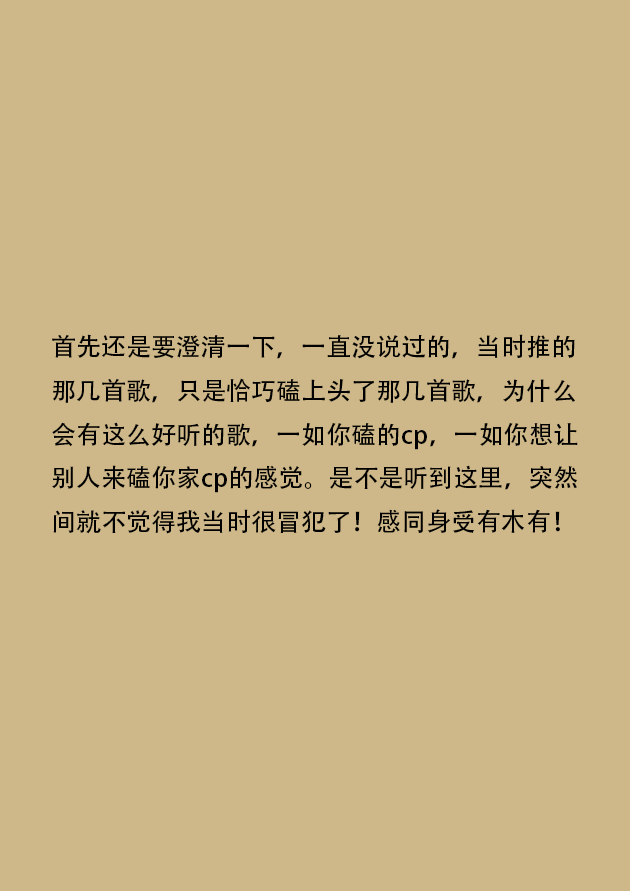 首先还是要澄清一下，一直没说过的，当时推的
那几首歌，只是恰巧磕上头了那几首歌，为什么
会有这么好听的歌，一如你磕的cp，一如你想让
别人来磕你家cp的感觉。是不是听到这里，突然
间就不觉得我当时很冒犯了！感同身受有木有！